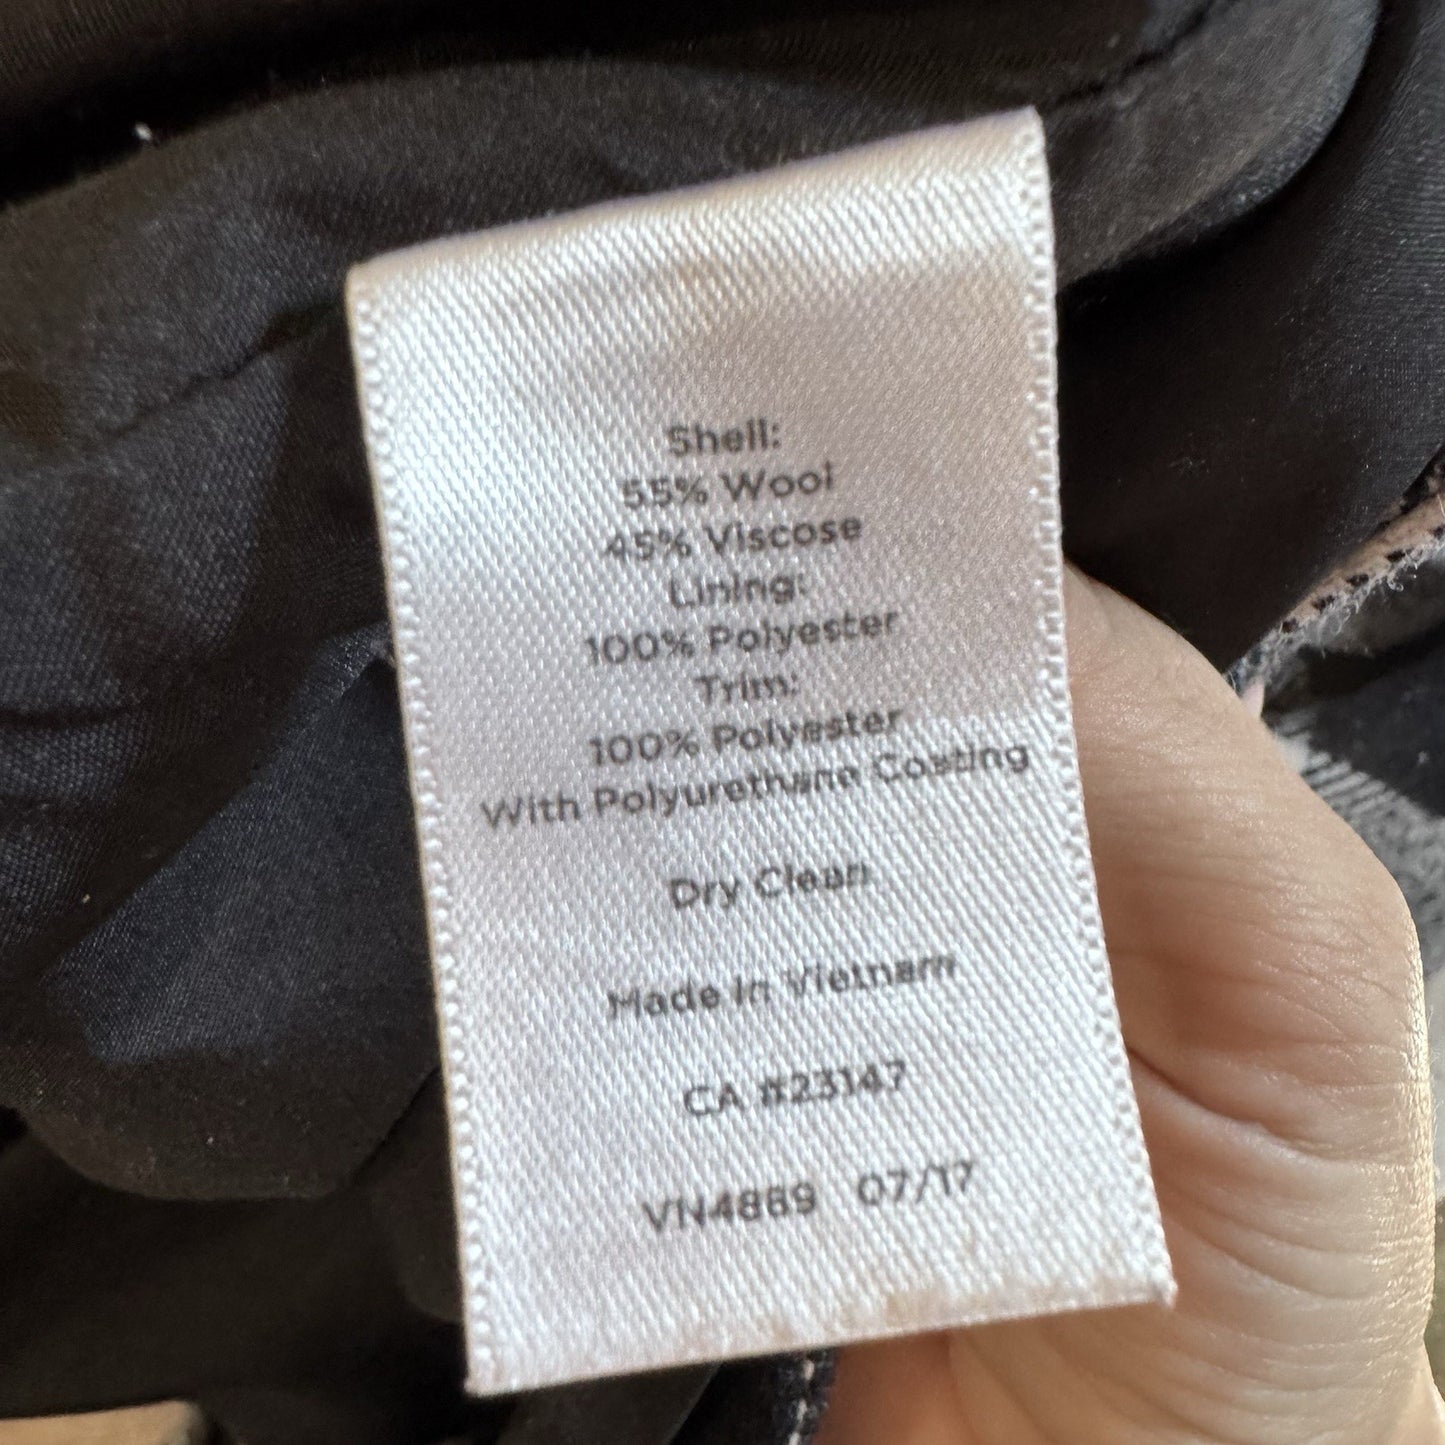 Shell:
55% Wool
45% Viscose
Lining:
100% Polyester
Trim:
100% Polyester
With Polyurethane Coating
Dry Clean
Made In Vietnam
CA #23147
VN4869 07/17